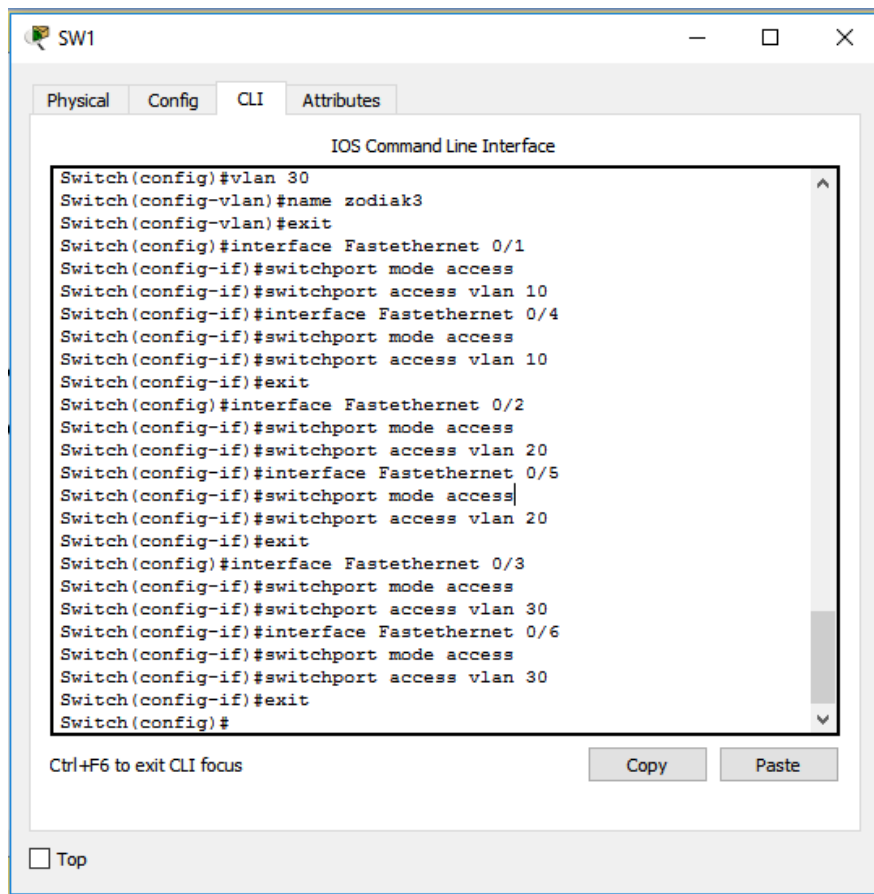 SW1
Physical Config CLI Attributes
IOS Command Line Interface
Switch(config)#vlan 30
Switch(config-vlan)#name zodiak3
Switch(config-vlan)#exit
Switch(config)#interface Fastethernet 0/1
Switch(config-if)#switchport mode access
Switch(config-if)#switchport access vlan 10
Switch(config-if)#interface Fastethernet 0/4
Switch(config-if)#switchport mode access
Switch(config-if)#switchport access vlan 10
Switch(config-if)#exit
Switch(config)#interface Fastethernet 0/2
Switch(config-if)#switchport mode access
Switch(config-if)#switchport access vlan 20
Switch(config-if)#interface Fastethernet 0/5
Switch(config-if)#switchport mode access
Switch(config-if)#switchport access vlan 20
Switch(config-if)#exit
Switch(config)#interface Fastethernet 0/3
Switch(config-if)#switchport mode access
Switch(config-if)#switchport access vlan 30
Switch(config-if)#interface Fastethernet 0/6
Switch(config-if)#switchport mode access
Switch(config-if)#switchport access vlan 30
Switch(config-if)#exit
Switch(config)#
Ctrl+F6 to exit CLI focus Copy Paste
Top